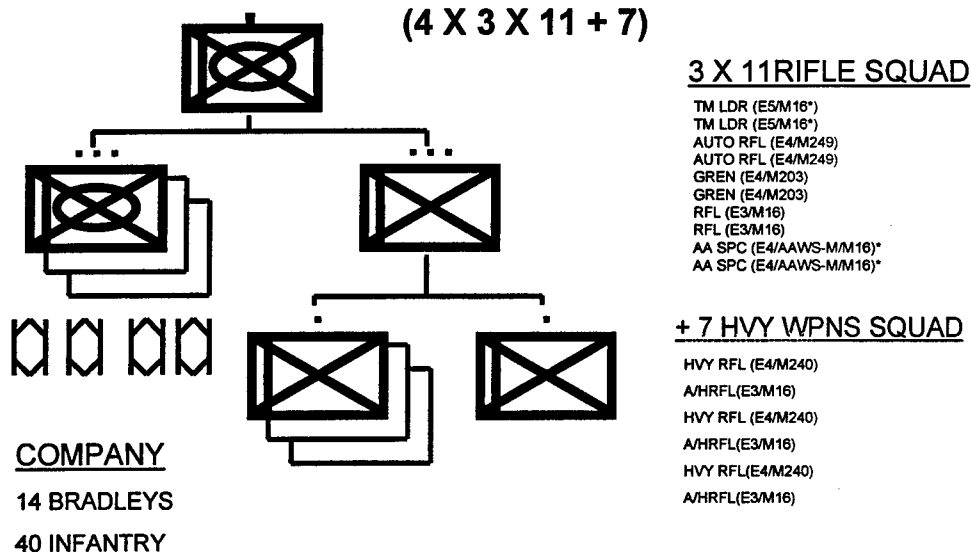 (4 X 3 X 11 + 7)
3 X 11RIFLE SQUAD
TM LDR (E5/M16*)
TM LDR (E5/M16*)
AUTO RFL (E4/M249)
AUTO RFL (E4/M249)
GREN (E4/M203)
GREN (E4/M203)
RFL (E3/M16)
RFL (E3/M16)
AA SPC (E4/AAWS-M/M16)*
AA SPC (E4/AAWS-M/M16)*
+ 7 HVY WPNS SQUAD
HVY RFL (E4/M240)
A/HRFL(E3/M16)
HVY RFL (E4/M240)
A/HRFL(E3/M16)
HVY RFL(E4/M240)
A/HRFL(E3/M16)
COMPANY
14 BRADLEYS
40 INFANTRY